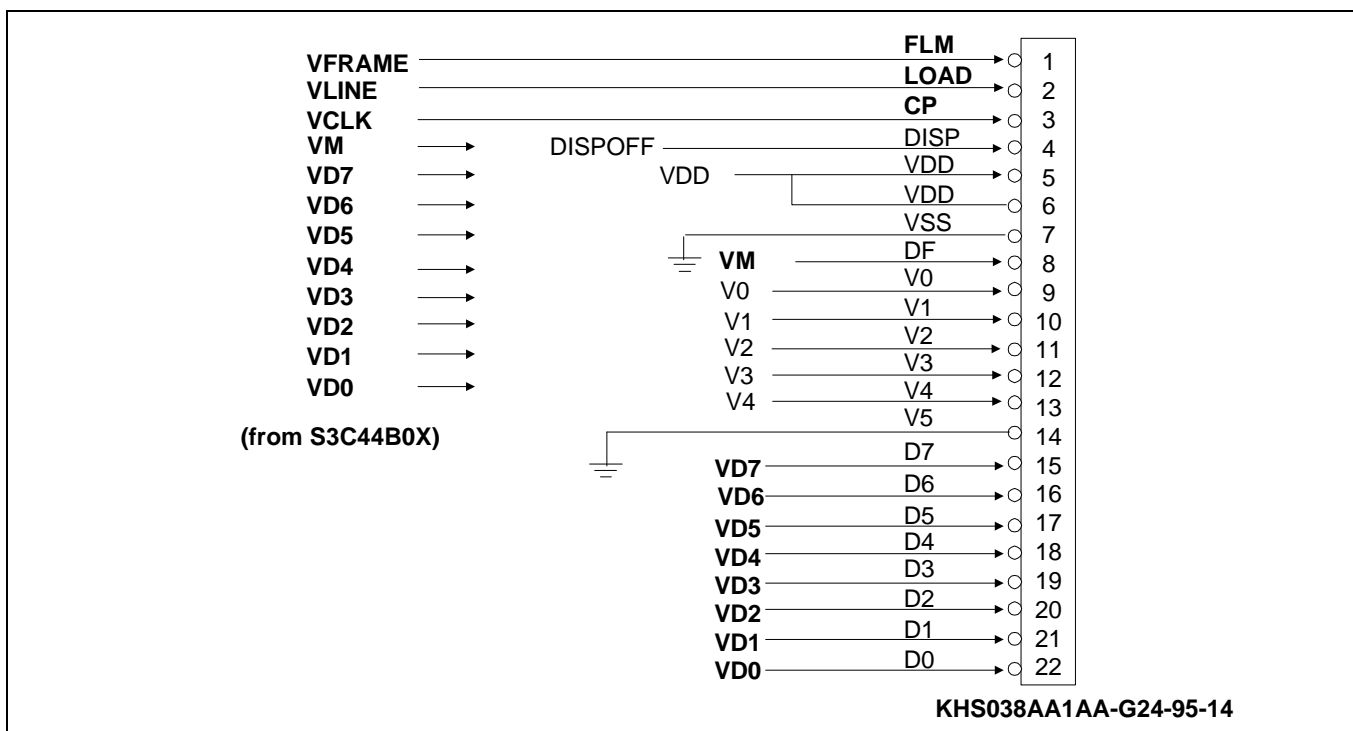 VFRAME FLM 1
VLINE LOAD 2
VCLK CP 3
VM DISPOFF DISP 4
VD7 VDD VDD 5
VD6 VDD 6
VD5 VSS 7
VD4 VM DF 8
VD3 V0 V0 9
VD2 V1 V1 10
VD1 V2 V2 11
VD0 V3 V3 12
V4 V4 13
(from S3C44B0X) V5 14
VD7 D7 15
VD6 D6 16
VD5 D5 17
VD4 D4 18
VD3 D3 19
VD2 D2 20
VD1 D1 21
VD0 D0 22
KHS038AA1AA-G24-95-14